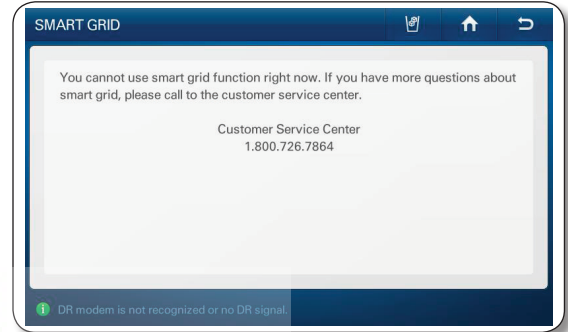 SMART GRID
You cannot use smart grid function right now. If you have more questions about
smart grid, please call to the customer service center.
Customer Service Center
1.800.726.7864
DR modem is not recognized or no DR signal.